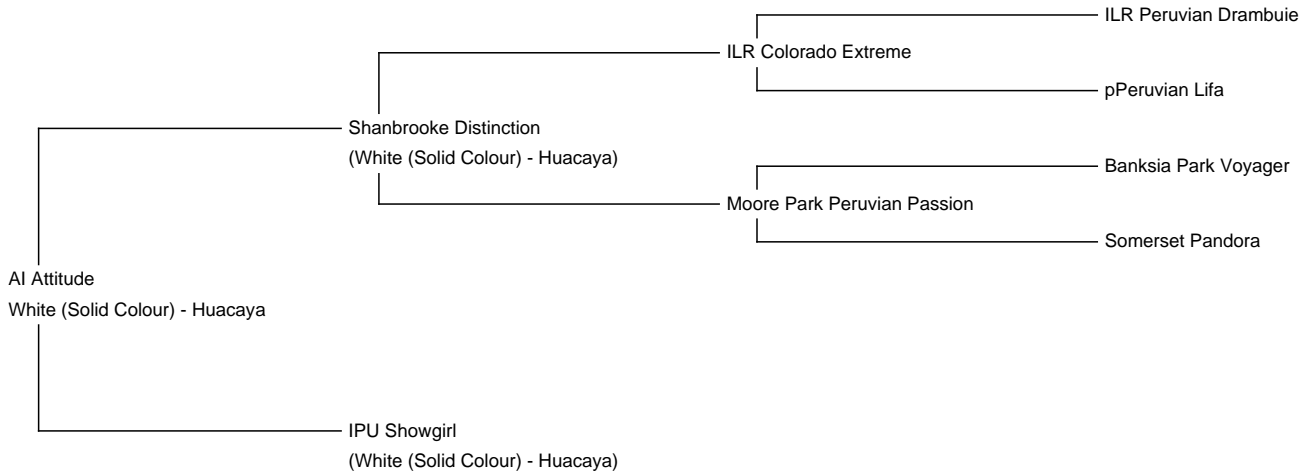 ILR Peruvian Drambuie
ILR Colorado Extreme
pPeruvian Lifa
Shanbrooke Distinction
(White (Solid Colour) - Huacaya)
Banksia Park Voyager
Moore Park Peruvian Passion
Somerset Pandora
AI Attitude
White (Solid Colour) - Huacaya
IPU Showgirl
(White (Solid Colour) - Huacaya)